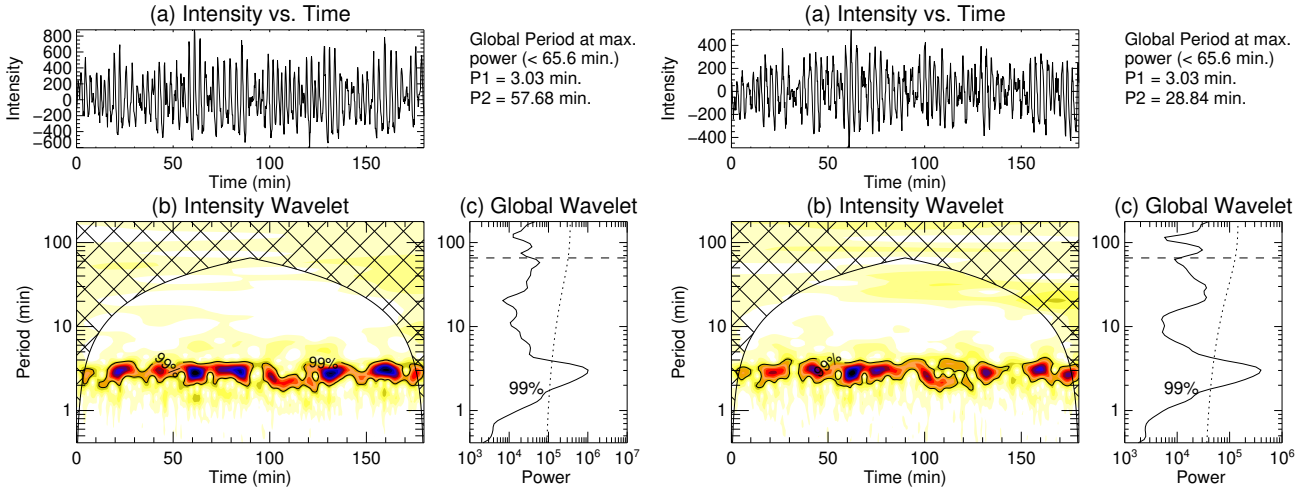 (a) Intensity vs. Time
800
600
400
200
0
−200
−400
−600
Intensity
0 50 100 150
Time (min)
Global Period at max.
power (< 65.6 min.)
P1 = 3.03 min.
P2 = 57.68 min.
(b) Intensity Wavelet
100
10
1
Period (min)
99%
99%
0 50 100 150
Time (min)
(c) Global Wavelet
100
10
1
99%
10³ 10⁴ 10⁵ 10⁶ 10⁷
Power
(a) Intensity vs. Time
400
200
0
−200
−400
Intensity
0 50 100 150
Time (min)
Global Period at max.
power (< 65.6 min.)
P1 = 3.03 min.
P2 = 28.84 min.
(b) Intensity Wavelet
100
10
1
Period (min)
99%
0 50 100 150
Time (min)
(c) Global Wavelet
100
10
1
99%
10³ 10⁴ 10⁵ 10⁶
Power